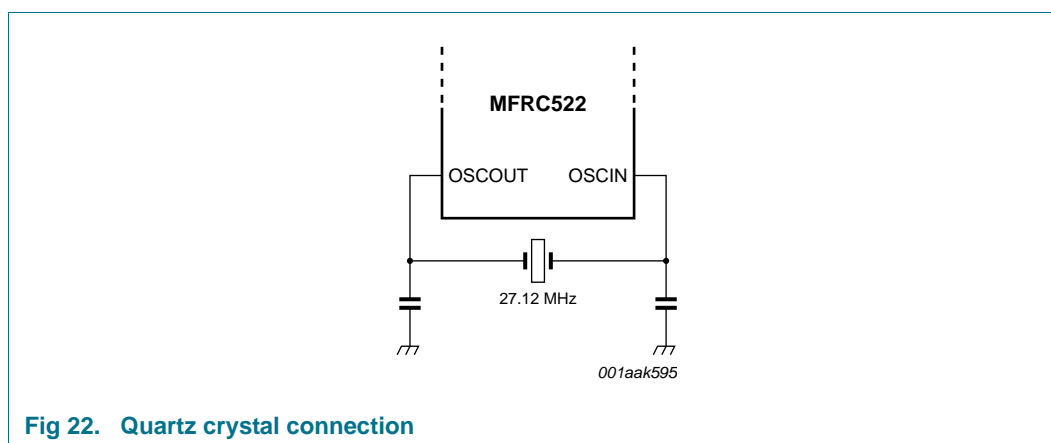 MFRC522
OSCOUT OSCIN
27.12 MHz
001aak595
Fig 22. Quartz crystal connection